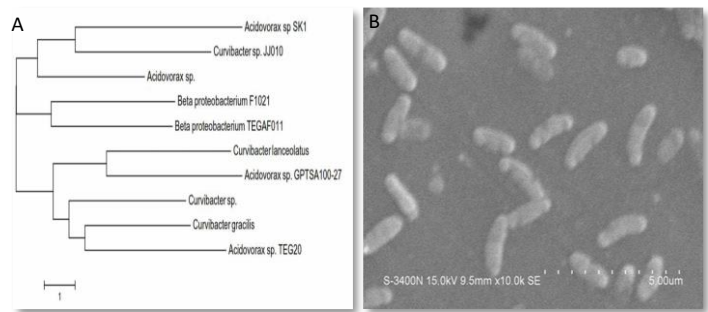 A
Acidovorax sp SK1
Curvibacter sp. JJ010
Acidovorax sp.
Beta proteobacterium F1021
Beta proteobacterium TEGAF011
Curvibacter lanceolatus
Acidovorax sp. GPTSA100-27
Curvibacter sp.
Curvibacter gracilis
Acidovorax sp. TEG20
1
B
S-3400N 15.0kV 9.5mm x10.0k SE
5.00um